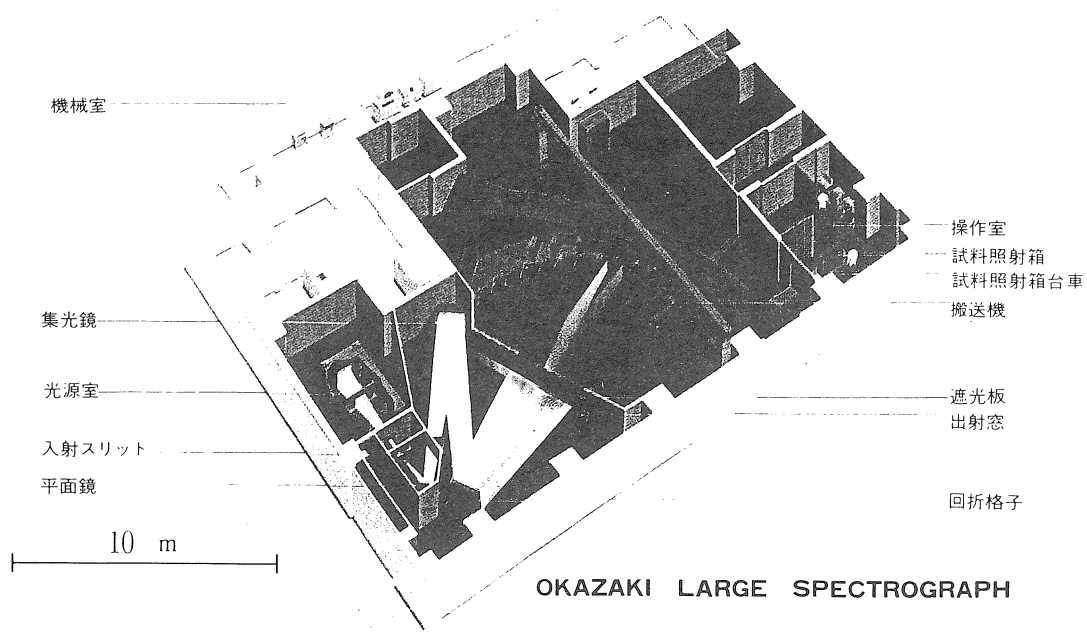 機械室
集光鏡
光源室
入射スリット
平面鏡
10 m
操作室
試料照射箱
試料照射箱台車
搬送機
遮光板
出射窓
回折格子
OKAZAKI LARGE SPECTROGRAPH